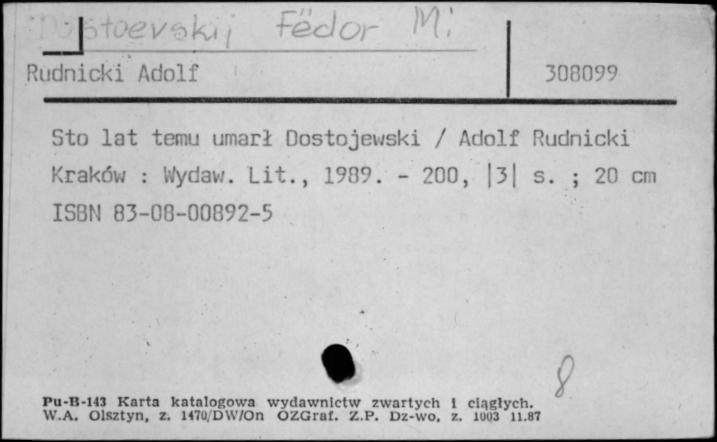 Dostoevskij Fëdor M.
Rudnicki Adolf 308099
Sto lat temu umarł Dostojewski / Adolf Rudnicki
Kraków : Wydaw. Lit., 1989. - 200, |3| s. ; 20 cm
ISBN 83-08-00892-5
8
Pu-B-143 Karta katalogowa wydawnictw zwartych i ciągłych.
W.A. Olsztyn, z. 1470/DW/On OZGraf. Z.P. Dz-wo, z. 1003 11.87